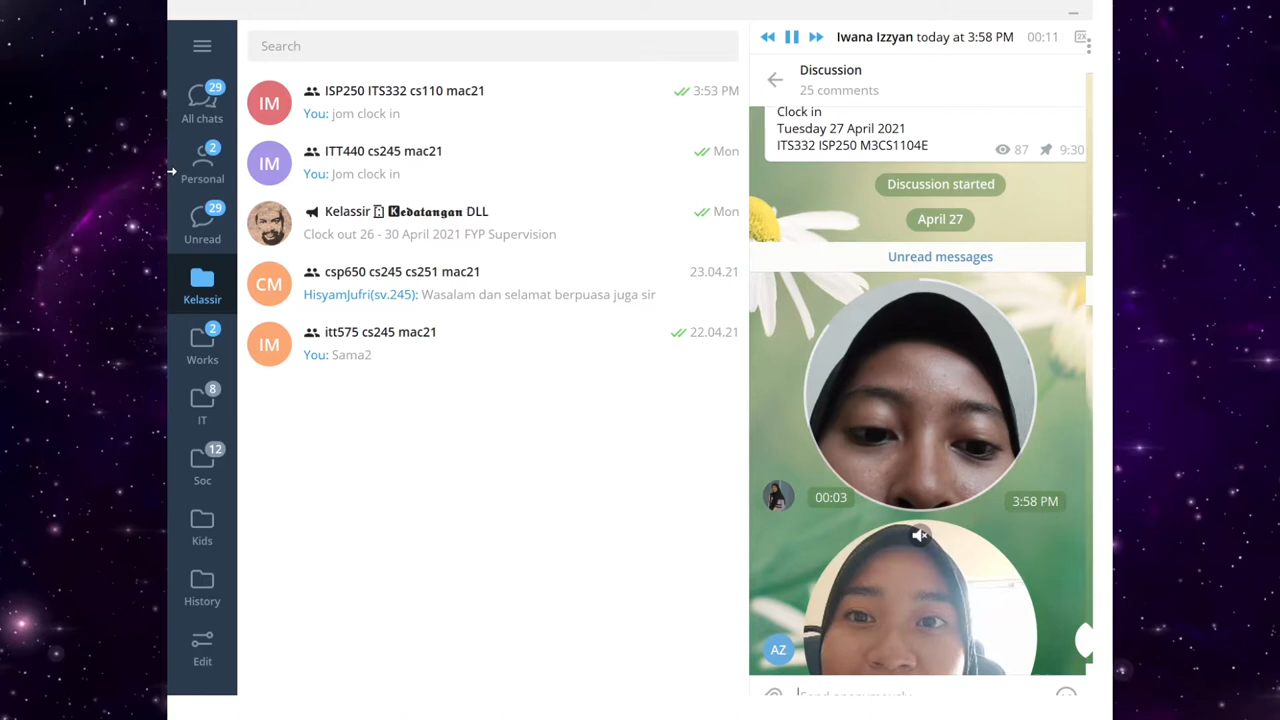 Search
29
All chats
2
Personal
29
Unread
Kelassir
2
Works
8
IT
12
Soc
Kids
History
Edit
IM
ISP250 ITS332 cs110 mac21
3:53 PM
You: jom clock in
IM
ITT440 cs245 mac21
Mon
You: Jom clock in
Kelassir 🅺𝖊𝖉𝖆𝖙𝖆𝖓𝖌𝖆𝖓 DLL
Mon
Clock out 26 - 30 April 2021 FYP Supervision
CM
csp650 cs245 cs251 mac21
23.04.21
HisyamJufri(sv.245): Wasalam dan selamat berpuasa juga sir
IM
itt575 cs245 mac21
22.04.21
You: Sama2
Iwana Izzyan today at 3:58 PM
00:11
2X
Discussion
25 comments
Clock in
Tuesday 27 April 2021
ITS332 ISP250 M3CS1104E
87
9:30
Discussion started
April 27
Unread messages
00:03
3:58 PM
AZ
Send anonymously